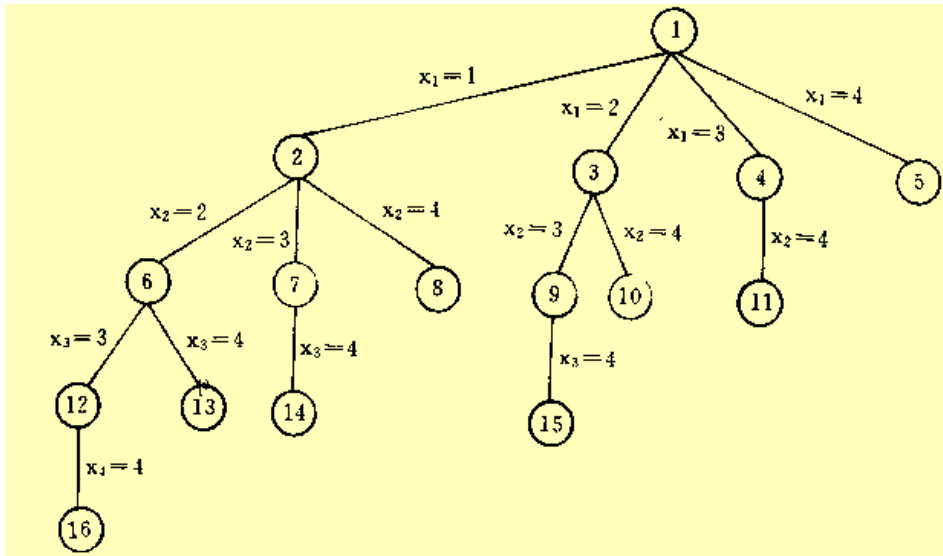 1
x₁=1
x₁=2
x₁=3
x₁=4
2
3
4
5
x₂=2
x₂=3
x₂=4
x₂=3
x₂=4
x₂=4
6
7
8
9
10
11
x₃=3
x₃=4
x₃=4
x₃=4
12
13
14
15
x₄=4
16